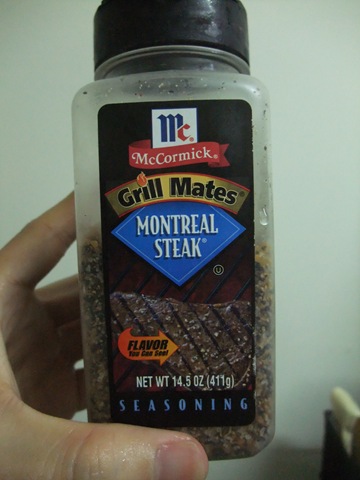 Mc
McCormick®
Grill Mates®
MONTREAL
STEAK®
U
FLAVOR
You Can See!
NET WT 14.5 OZ (411g)
SEASONING